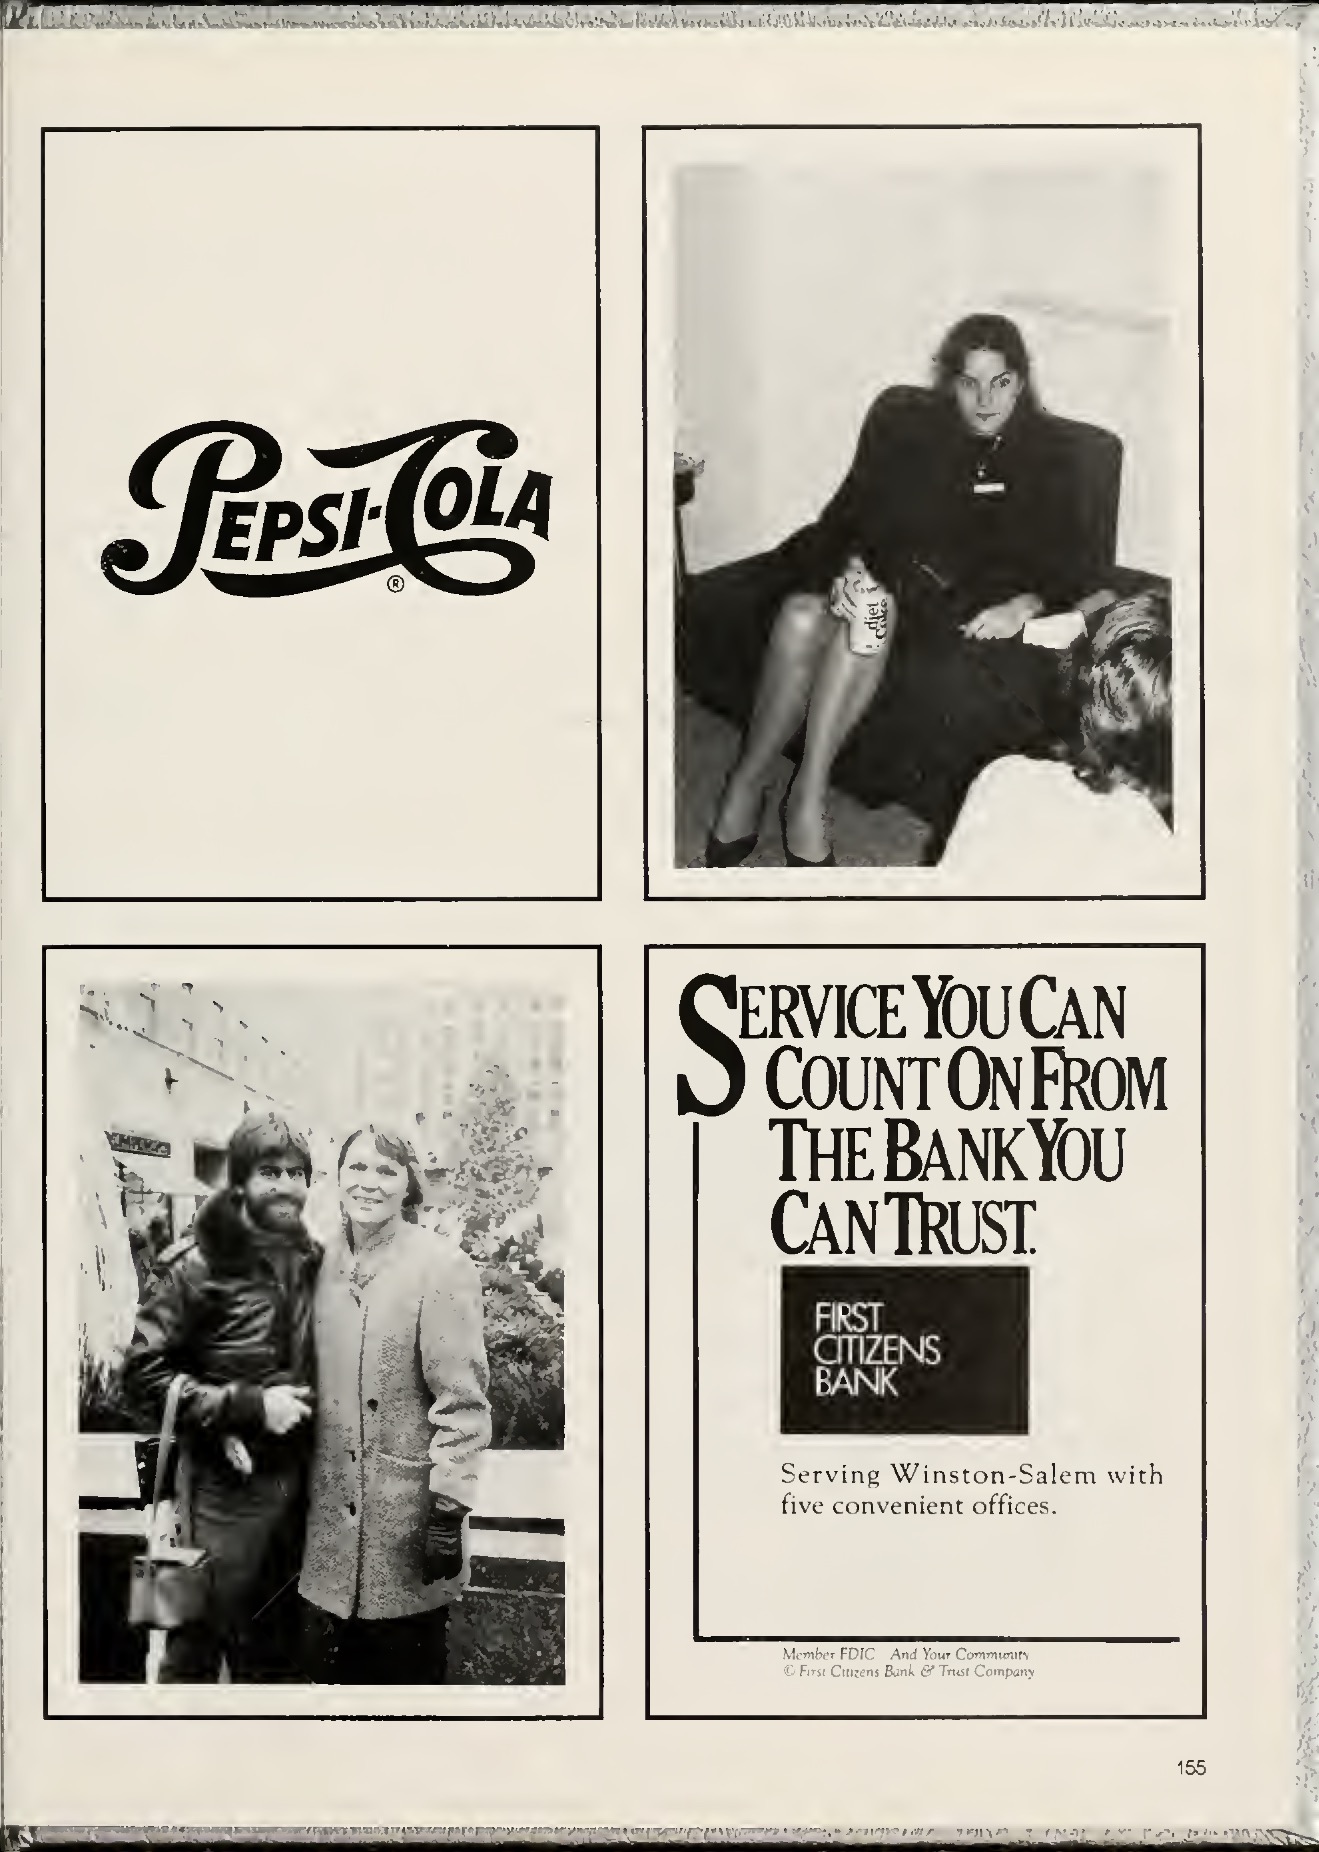 PEPSI-COLA
®
diet
Coke
SERVICE YOU CAN
COUNT ON FROM
THE BANK YOU
CAN TRUST.
FIRST
CITIZENS
BANK
Serving Winston-Salem with
five convenient offices.
Member FDIC And Your Community
© First Citizens Bank & Trust Company
155